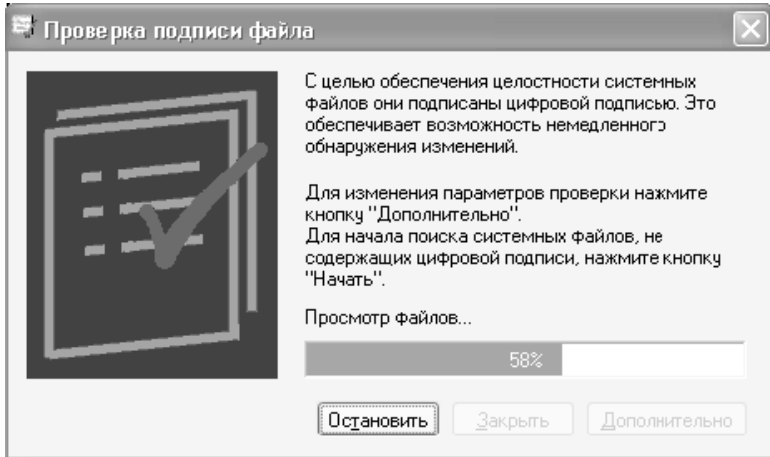 Проверка подписи файла
С целью обеспечения целостности системных
файлов они подписаны цифровой подписью. Это
обеспечивает возможность немедленного
обнаружения изменений.
Для изменения параметров проверки нажмите
кнопку "Дополнительно".
Для начала поиска системных файлов, не
содержащих цифровой подписи, нажмите кнопку
"Начать".
Просмотр файлов...
58%
Остановить Закрыть Дополнительно